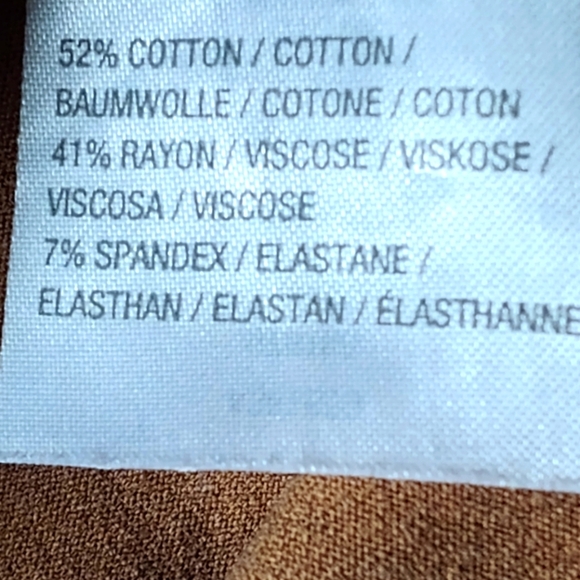 52% COTTON / COTTON /
BAUMWOLLE / COTONE / COTON
41% RAYON / VISCOSE / VISKOSE /
VISCOSA / VISCOSE
7% SPANDEX / ELASTANE /
ELASTHAN / ELASTAN / ÉLASTHANNE